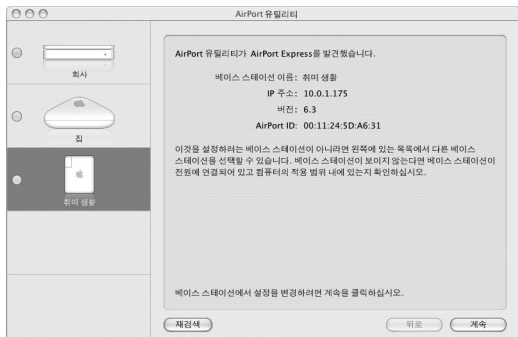 AirPort 유틸리티
회사
집
취미 생활
AirPort 유틸리티가 AirPort Express를 발견했습니다.
베이스 스테이션 이름: 취미 생활
IP 주소: 10.0.1.175
버전: 6.3
AirPort ID: 00:11:24:5D:A6:31
이것을 설정하려는 베이스 스테이션이 아니라면 왼쪽에 있는 목록에서 다른 베이스
스테이션을 선택할 수 있습니다. 베이스 스테이션이 보이지 않는다면 베이스 스테이션이
전원에 연결되어 있고 컴퓨터의 적용 범위 내에 있는지 확인하십시오.
베이스 스테이션에서 설정을 변경하려면 계속을 클릭하십시오.
재검색
뒤로
계속